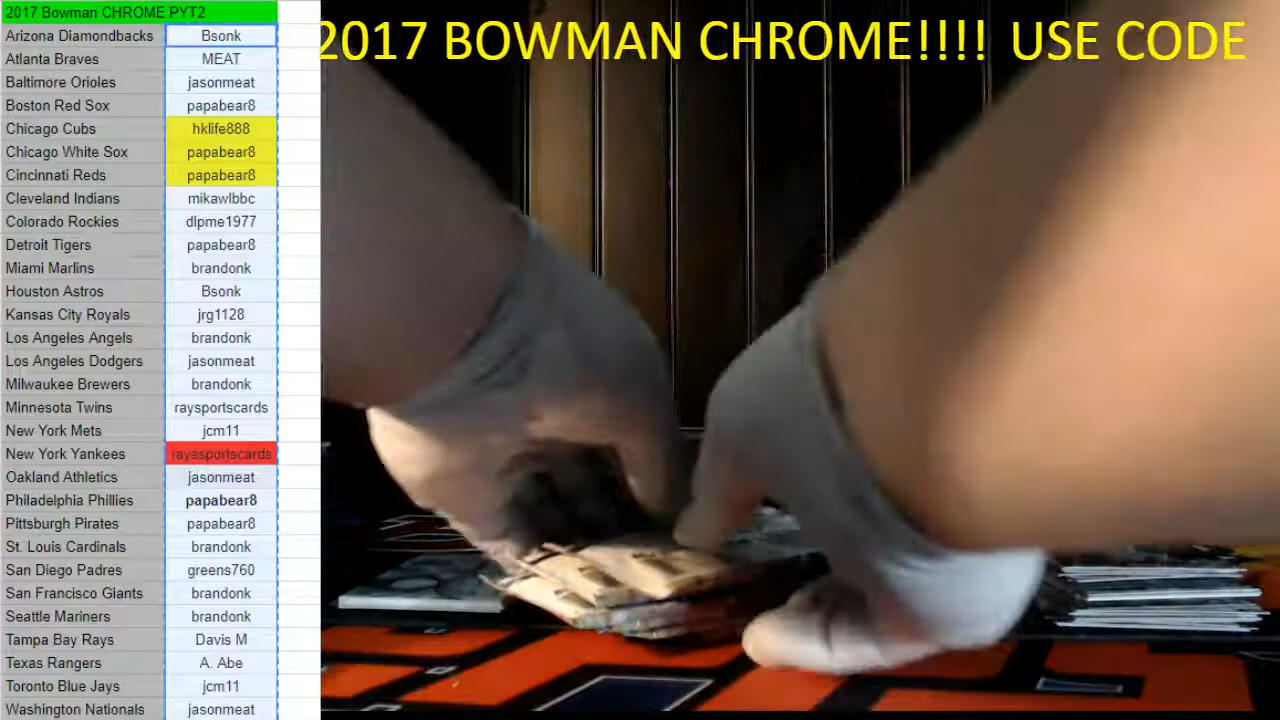 2017 Bowman CHROME PYT2
Arizona Diamondbacks Bsonk
Atlanta Braves MEAT
Baltimore Orioles jasonmeat
Boston Red Sox papabear8
Chicago Cubs hklife888
Chicago White Sox papabear8
Cincinnati Reds papabear8
Cleveland Indians mikawlbbc
Colorado Rockies dlpme1977
Detroit Tigers papabear8
Miami Marlins brandonk
Houston Astros Bsonk
Kansas City Royals jrg1128
Los Angeles Angels brandonk
Los Angeles Dodgers jasonmeat
Milwaukee Brewers brandonk
Minnesota Twins raysportscards
New York Mets jcm11
New York Yankees rayasportscards
Oakland Athletics jasonmeat
Philadelphia Phillies papabear8
Pittsburgh Pirates papabear8
St. Louis Cardinals brandonk
San Diego Padres greens760
San Francisco Giants brandonk
Seattle Mariners brandonk
Tampa Bay Rays Davis M
Texas Rangers A. Abe
Toronto Blue Jays jcm11
Washington Nationals jasonmeat
2017 BOWMAN CHROME!!!! USE CODE